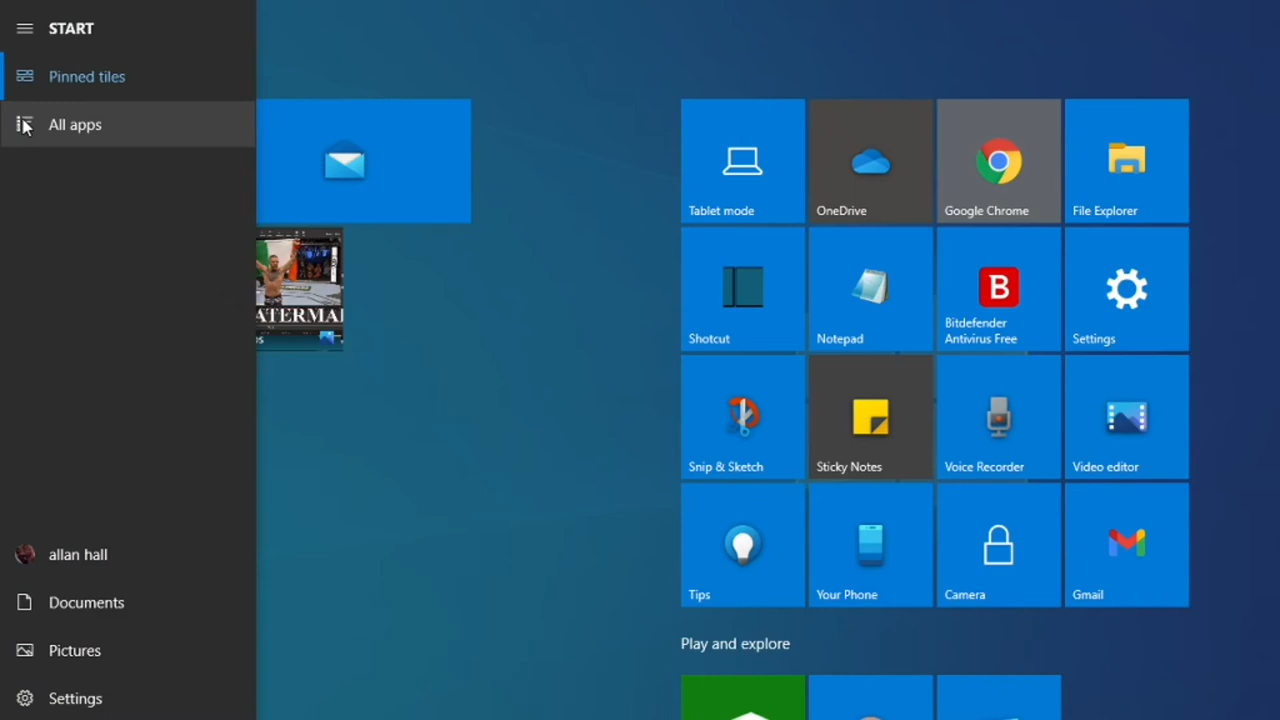 START
Pinned tiles
All apps
allan hall
Documents
Pictures
Settings
ATERMA
Tablet mode
OneDrive
Google Chrome
File Explorer
Shotcut
Notepad
B
Bitdefender
Antivirus Free
Settings
Snip & Sketch
Sticky Notes
Voice Recorder
Video editor
Tips
Your Phone
Camera
Gmail
Play and explore